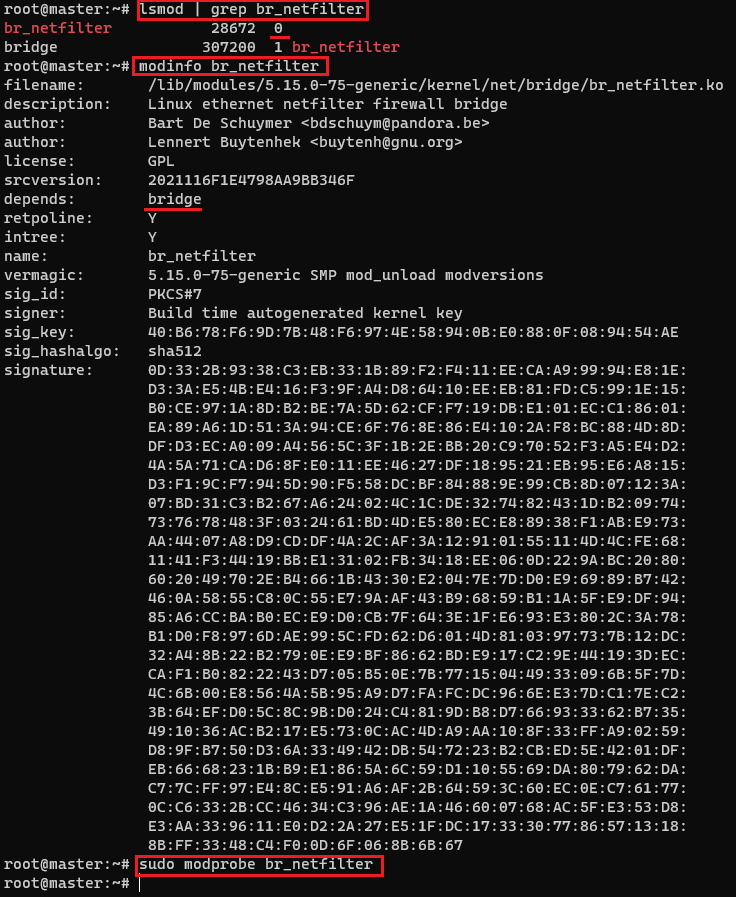 root@master:~# lsmod | grep br_netfilter
br_netfilter           28672  0
bridge                307200  1 br_netfilter
root@master:~# modinfo br_netfilter
filename:       /lib/modules/5.15.0-75-generic/kernel/net/bridge/br_netfilter.ko
description:    Linux ethernet netfilter firewall bridge
author:         Bart De Schuymer <bdschuym@pandora.be>
author:         Lennert Buytenhek <buytenh@gnu.org>
license:        GPL
srcversion:     2021116F1E4798AA9BB346F
depends:        bridge
retpoline:      Y
intree:         Y
name:           br_netfilter
vermagic:       5.15.0-75-generic SMP mod_unload modversions
sig_id:         PKCS#7
signer:         Build time autogenerated kernel key
sig_key:        40:B6:78:F6:9D:7B:48:F6:97:4E:58:94:0B:E0:88:0F:08:94:54:AE
sig_hashalgo:   sha512
signature:      0D:33:2B:93:38:C3:EB:33:1B:89:F2:F4:11:EE:CA:A9:99:94:E8:1E:
                D3:3A:E5:4B:E4:16:F3:9F:A4:D8:64:10:EE:EB:81:FD:C5:99:1E:15:
                B0:CE:97:1A:8D:B2:BE:7A:5D:62:CF:F7:19:DB:E1:01:EC:C1:86:01:
                EA:89:A6:1D:51:3A:94:CE:6F:76:8E:86:E4:10:2A:F8:BC:88:4D:8D:
                DF:D3:EC:A0:09:A4:56:5C:3F:1B:2E:BB:20:C9:70:52:F3:A5:E4:D2:
                4A:5A:71:CA:D6:8F:E0:11:EE:46:27:DF:18:95:21:EB:95:E6:A8:15:
                D3:F1:9C:F7:94:5D:90:F5:58:DC:BF:84:88:9E:99:CB:8D:07:12:3A:
                07:BD:31:C3:B2:67:A6:24:02:4C:1C:DE:32:74:82:43:1D:B2:09:74:
                73:76:78:48:3F:03:24:61:BD:4D:E5:80:EC:E8:89:38:F1:AB:E9:73:
                AA:44:07:A8:D9:CD:DF:4A:2C:AF:3A:12:91:01:55:11:4D:4C:FE:68:
                11:41:F3:44:19:BB:E1:31:02:FB:34:18:EE:06:0D:22:9A:BC:20:80:
                60:20:49:70:2E:B4:66:1B:43:30:E2:04:7E:7D:D0:E9:69:89:B7:42:
                46:0A:58:55:C8:0C:55:E7:9A:AF:43:B9:68:59:B1:1A:5F:E9:DF:94:
                85:A6:CC:BA:B0:EC:E9:D0:CB:7F:64:3E:1F:E6:93:E3:80:2C:3A:78:
                B1:D0:F8:97:6D:AE:99:5C:FD:62:D6:01:4D:81:03:97:73:7B:12:DC:
                32:A4:8B:22:B2:79:0E:E9:BF:86:62:BD:E9:17:C2:9E:44:19:3D:EC:
                CA:F1:B0:82:22:43:D7:05:B5:0E:7B:77:15:04:49:33:09:6B:5F:7D:
                4C:6B:00:E8:56:4A:5B:95:A9:D7:FA:FC:DC:96:6E:E3:7D:C1:7E:C2:
                3B:64:EF:D0:5C:8C:9B:D0:24:C4:81:9D:B8:D7:66:93:33:62:B7:35:
                49:10:36:AC:B2:17:E5:73:0C:AC:4D:A9:AA:10:8F:33:FF:A9:02:59:
                D8:9F:B7:50:D3:6A:33:49:42:DB:54:72:23:B2:CB:ED:5E:42:01:DF:
                EB:66:68:23:1B:B9:E1:86:5A:6C:59:D1:10:55:69:DA:80:79:62:DA:
                C7:7C:FF:97:E4:8C:E5:91:A6:AF:2B:64:59:3C:60:EC:0E:C7:61:77:
                0C:C6:33:2B:CC:46:34:C3:96:AE:1A:46:60:07:68:AC:5F:E3:53:D8:
                E3:AA:33:96:11:E0:D2:2A:27:E5:1F:DC:17:33:30:77:86:57:13:18:
                8B:FF:33:48:C4:F0:0D:6F:06:8B:6B:67
root@master:~# sudo modprobe br_netfilter
root@master:~#